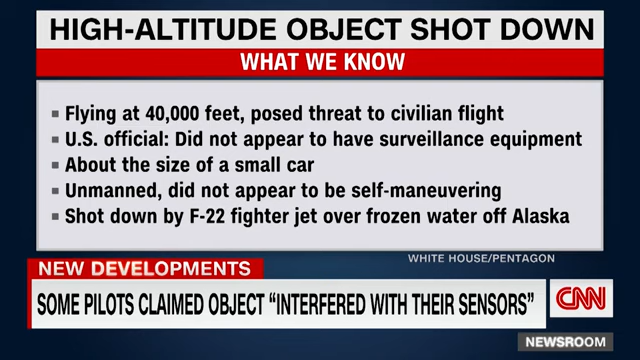 HIGH-ALTITUDE OBJECT SHOT DOWN
WHAT WE KNOW
▪ Flying at 40,000 feet, posed threat to civilian flight
▪ U.S. official: Did not appear to have surveillance equipment
▪ About the size of a small car
▪ Unmanned, did not appear to be self-maneuvering
▪ Shot down by F-22 fighter jet over frozen water off Alaska
WHITE HOUSE/PENTAGON
NEW DEVELOPMENTS
SOME PILOTS CLAIMED OBJECT “INTERFERED WITH THEIR SENSORS”
CNN
NEWSROOM